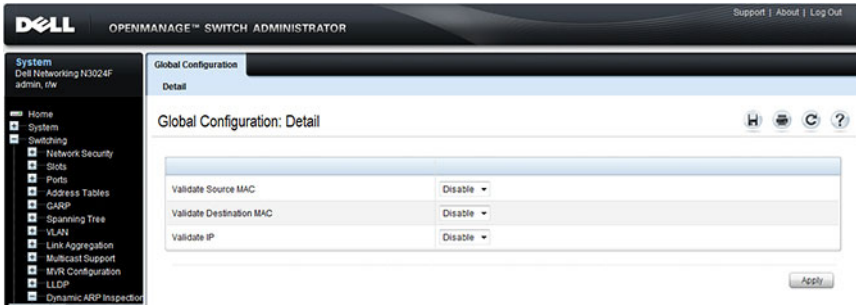 DELL OPENMANAGE™ SWITCH ADMINISTRATOR
Support | About | Log Out
System
Dell Networking N3024F
admin, r/w
Home
System
Switching
Network Security
Slots
Ports
Address Tables
GARP
Spanning Tree
VLAN
Link Aggregation
Multicast Support
MVR Configuration
LLDP
Dynamic ARP Inspection
Global Configuration
Detail
Global Configuration: Detail
?
Validate Source MAC Disable
Validate Destination MAC Disable
Validate IP Disable
Apply